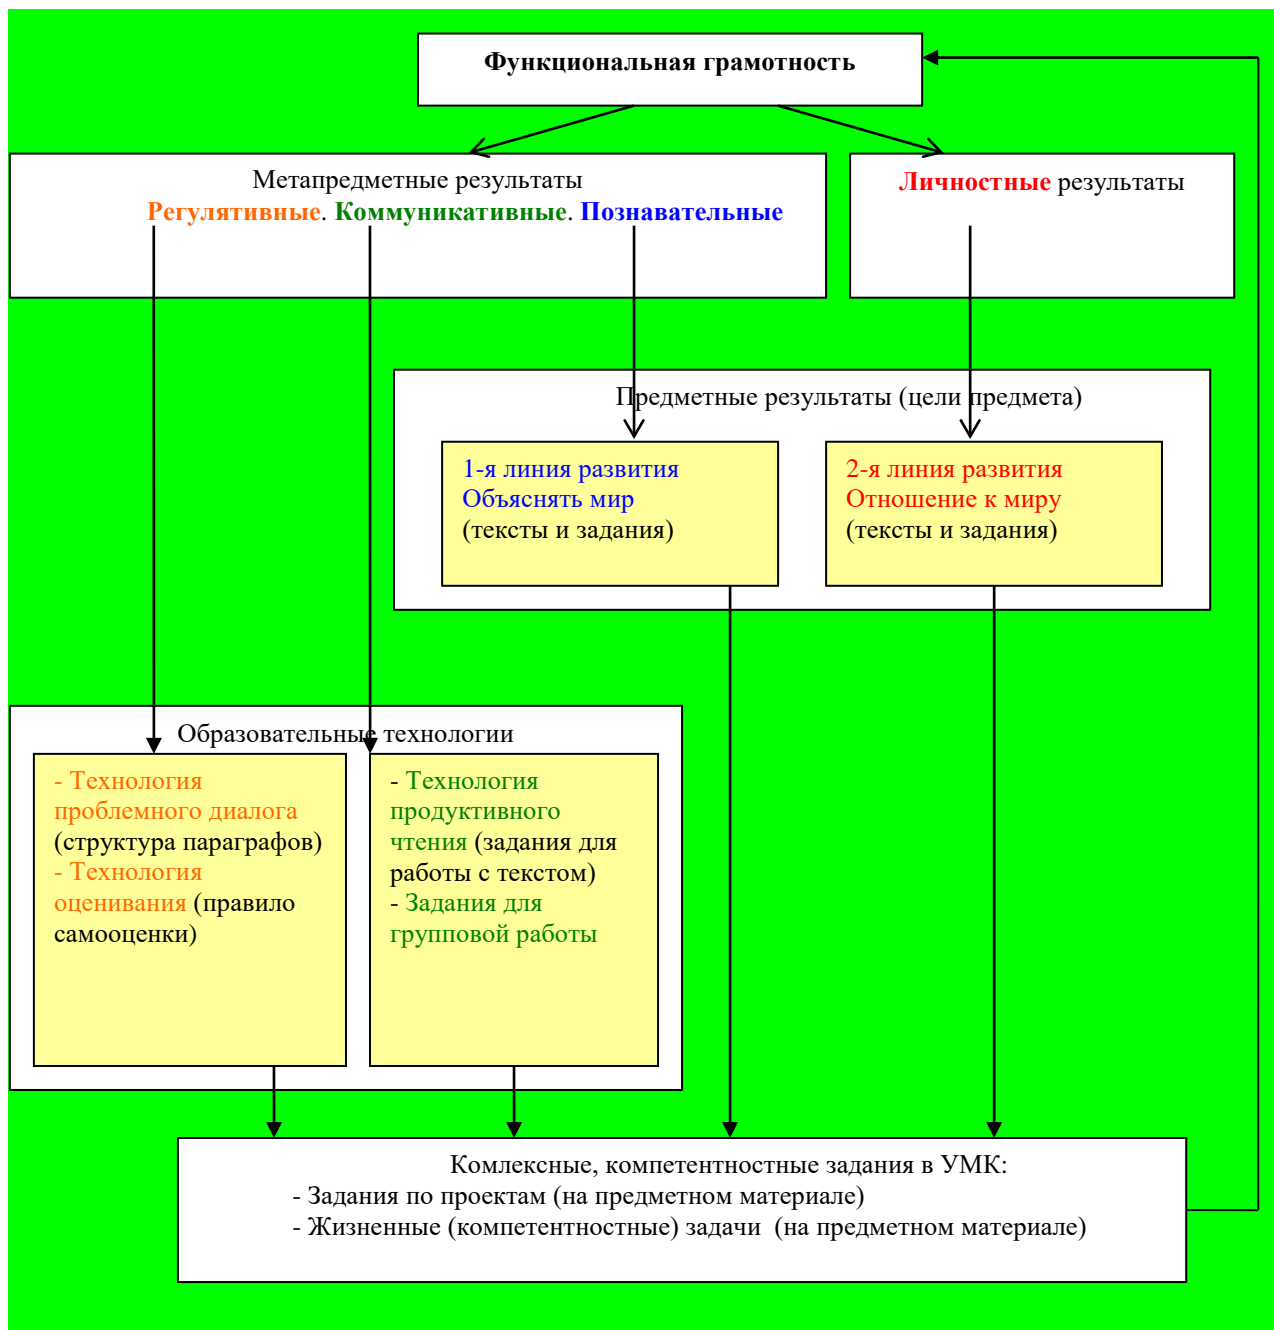 Функциональная грамотность
Метапредметные результаты
Регулятивные. Коммуникативные. Познавательные
Личностные результаты
Предметные результаты (цели предмета)
1-я линия развития
Объяснять мир
(тексты и задания)
2-я линия развития
Отношение к миру
(тексты и задания)
Образовательные технологии
- Технология
проблемного диалога
(структура параграфов)
- Технология
оценивания (правило
самооценки)
- Технология
продуктивного
чтения (задания для
работы с текстом)
- Задания для
групповой работы
Комлексные, компетентностные задания в УМК:
- Задания по проектам (на предметном материале)
- Жизненные (компетентностные) задачи  (на предметном материале)